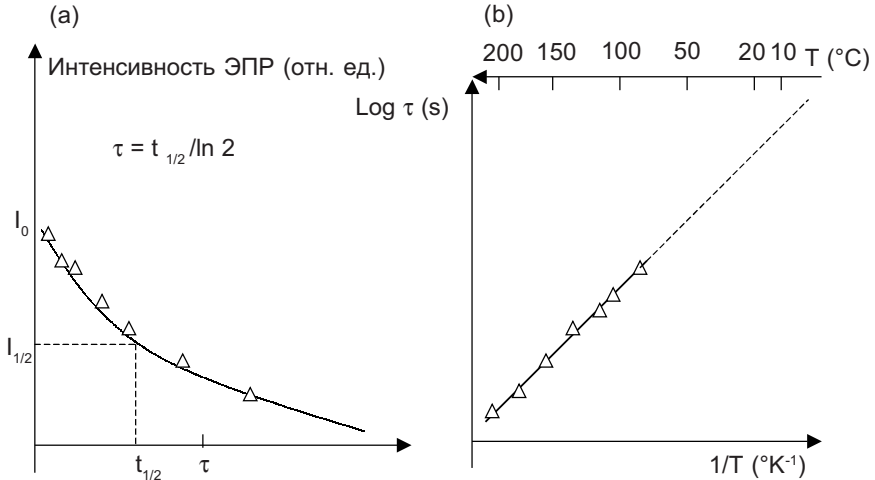 (a)
Интенсивность ЭПР (отн. ед.)
τ = t 1/2 /ln 2
I0
I1/2
t1/2
τ
(b)
200 150 100 50 20 10 T (°C)
Log τ (s)
1/T (°K-1)